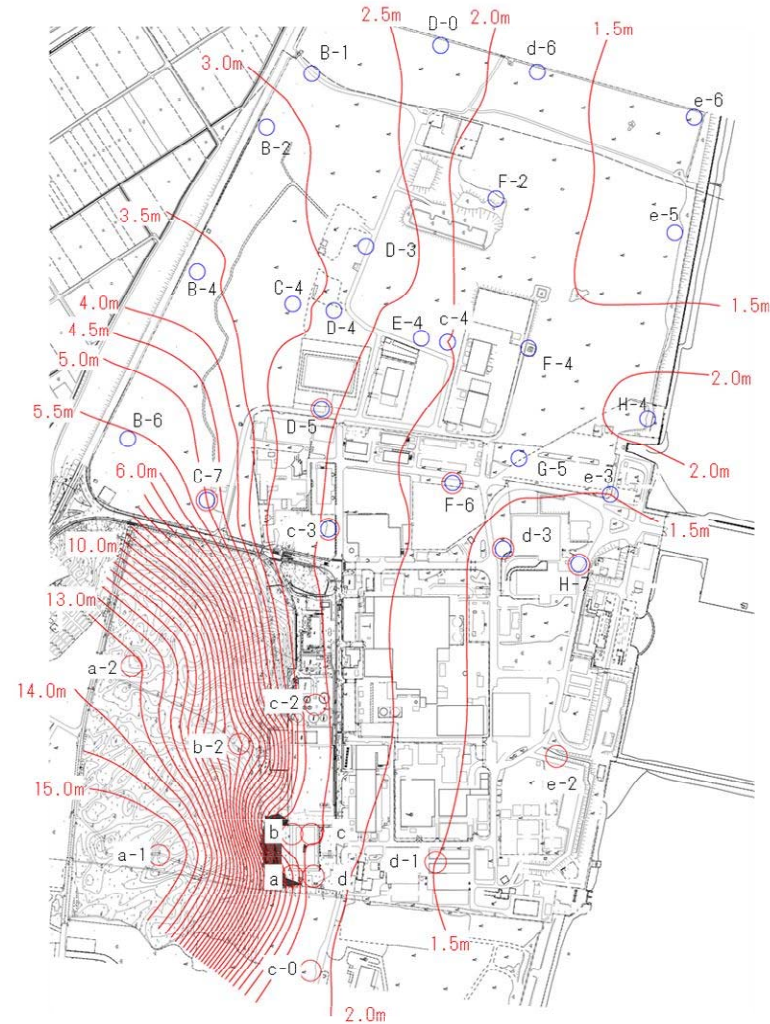 2.5m
2.0m
1.5m
D-0
d-6
B-1
3.0m
e-6
B-2
F-2
3.5m
e-5
D-3
B-4
4.0m
C-4
D-4
1.5m
4.5m
E-4
c-4
F-4
5.0m
2.0m
5.5m
H-4
B-6
D-5
6.0m
C-7
G-5
2.0m
e-3
F-6
1.5m
c-3
d-3
10.0m
H-7
13.0m
a-2
14.0m
c-2
b-2
e-2
15.0m
b
c
a-1
d-1
a
d
1.5m
c-0
2.0m